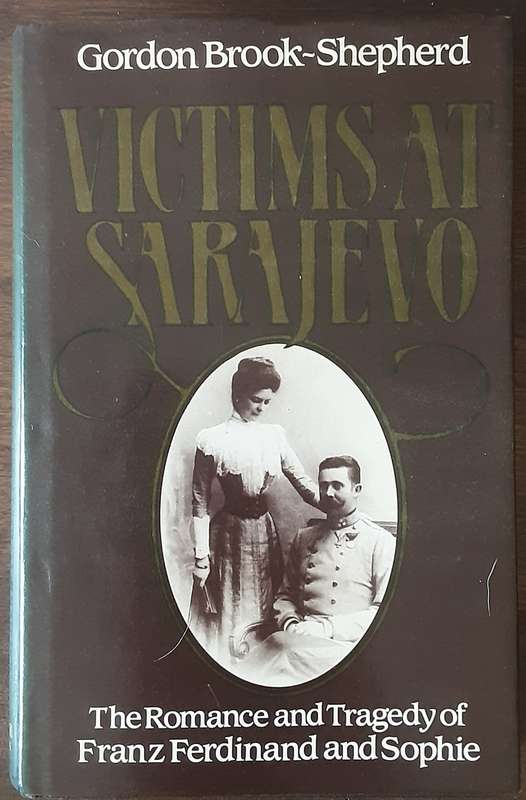 Gordon Brook-Shepherd
VICTIMS AT
SARAJEVO
The Romance and Tragedy of
Franz Ferdinand and Sophie